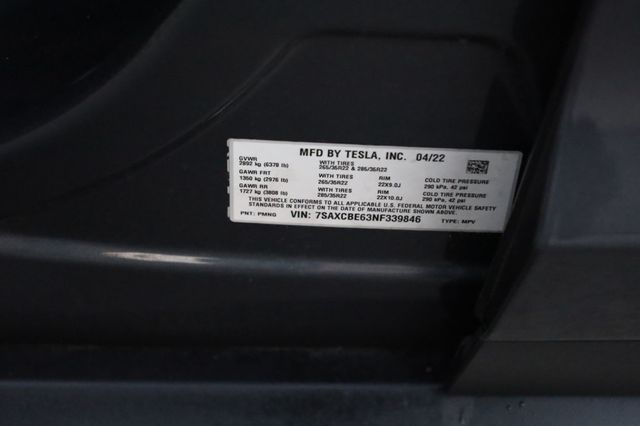 MFD BY TESLA, INC. 04/22
GVWR WITH TIRES
2892 kg (6378 lb) 265/35R22 & 285/35R22
GAWR FRT WITH TIRES RIM COLD TIRE PRESSURE
1350 kg (2976 lb) 265/35R22 22X9.0J 290 kPa, 42 psi
GAWR RR WITH TIRES RIM COLD TIRE PRESSURE
1727 kg (3808 lb) 285/35R22 22X10.0J 290 kPa, 42 psi
THIS VEHICLE CONFORMS TO ALL APPLICABLE U.S. FEDERAL MOTOR VEHICLE SAFETY
STANDARDS IN EFFECT ON THE DATE OF MANUFACTURE SHOWN ABOVE.
PNT: PMNG VIN: 7SAXCBE63NF339846 TYPE: MPV